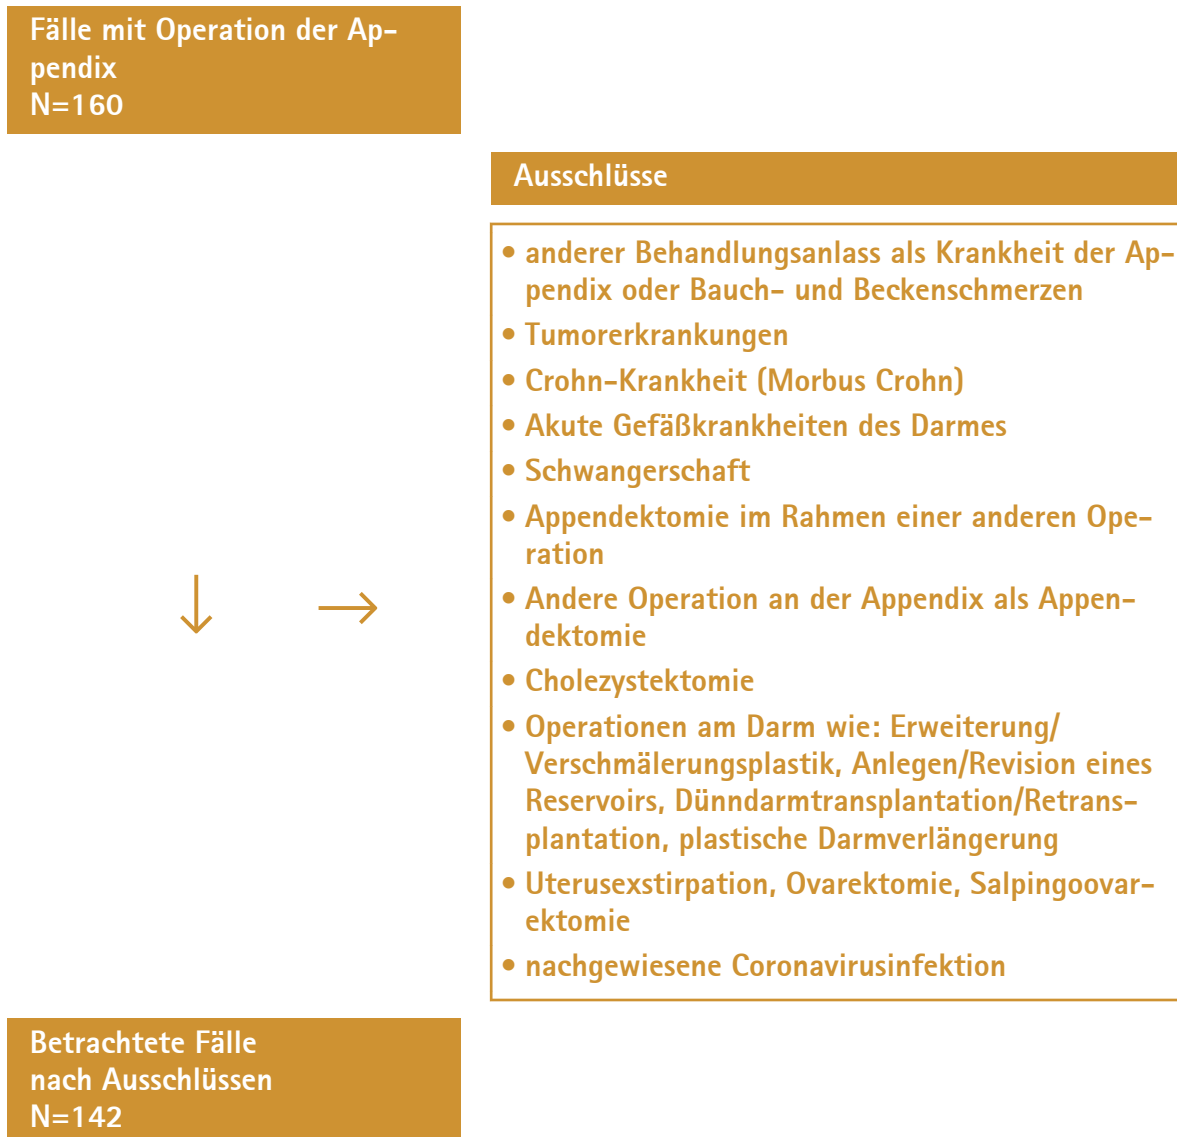 Fälle mit Operation der Ap-
pendix
N=160
Ausschlüsse
• anderer Behandlungsanlass als Krankheit der Ap-
pendix oder Bauch- und Beckenschmerzen
• Tumorerkrankungen
• Crohn-Krankheit (Morbus Crohn)
• Akute Gefäßkrankheiten des Darmes
• Schwangerschaft
• Appendektomie im Rahmen einer anderen Ope-
ration
• Andere Operation an der Appendix als Appen-
dektomie
• Cholezystektomie
• Operationen am Darm wie: Erweiterung/
Verschmälerungsplastik, Anlegen/Revision eines
Reservoirs, Dünndarmtransplantation/Retrans-
plantation, plastische Darmverlängerung
• Uterusexstirpation, Ovarektomie, Salpingoovar-
ektomie
• nachgewiesene Coronavirusinfektion
Betrachtete Fälle
nach Ausschlüssen
N=142